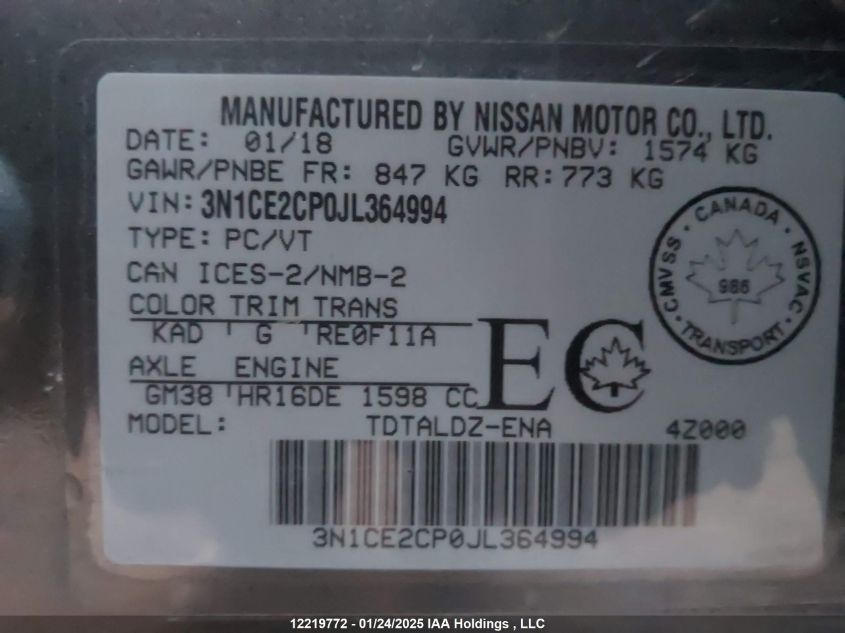 MANUFACTURED BY NISSAN MOTOR CO., LTD.
DATE: 01/18 GVWR/PNBV: 1574 KG
GAWR/PNBE FR: 847 KG RR: 773 KG
VIN: 3N1CE2CP0JL364994
TYPE: PC/VT
CAN ICES-2/NMB-2
COLOR TRIM TRANS
KAD ' G ' RE0F11A
AXLE ENGINE
GM38 ' HR16DE 1598 CC
EC
CMVSS · CANADA · NSVAC · TRANSPORT ·
986
MODEL: TDTALDZ-ENA 4Z000
3N1CE2CP0JL364994
12219772 - 01/24/2025 IAA Holdings , LLC